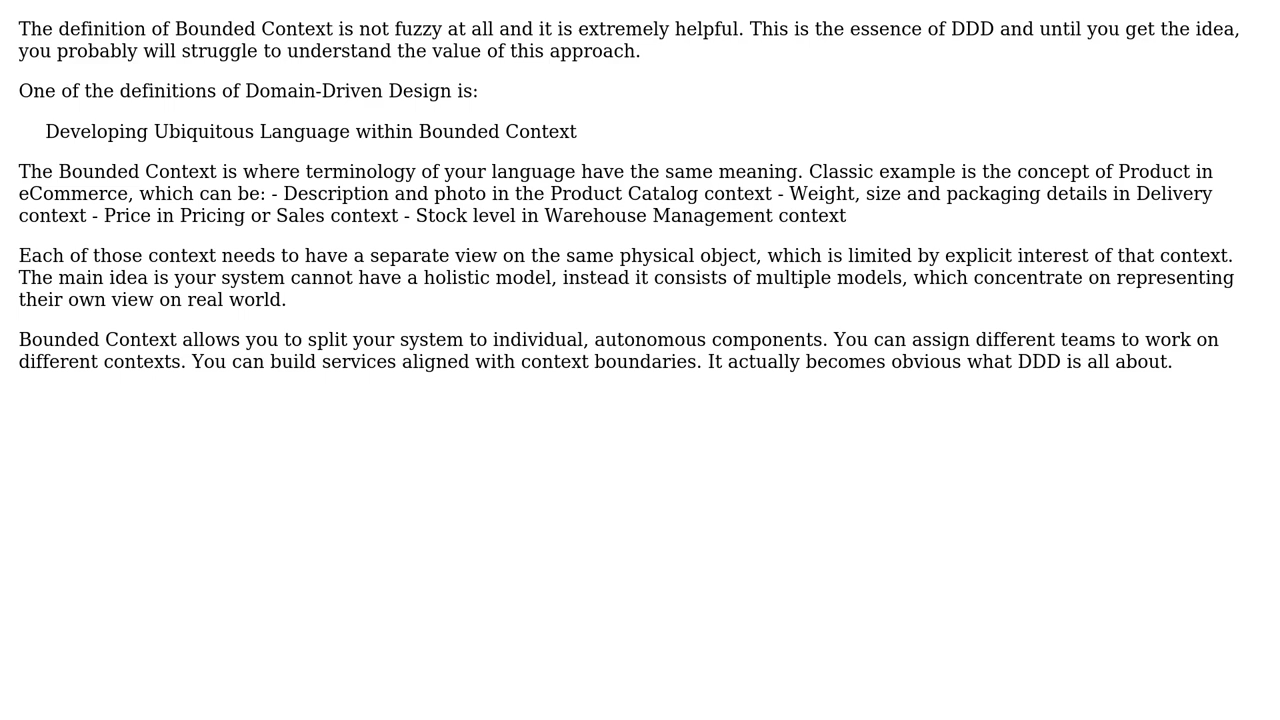 The definition of Bounded Context is not fuzzy at all and it is extremely helpful. This is the essence of DDD and until you get the idea,
you probably will struggle to understand the value of this approach.
One of the definitions of Domain-Driven Design is:
Developing Ubiquitous Language within Bounded Context
The Bounded Context is where terminology of your language have the same meaning. Classic example is the concept of Product in
eCommerce, which can be: - Description and photo in the Product Catalog context - Weight, size and packaging details in Delivery
context - Price in Pricing or Sales context - Stock level in Warehouse Management context
Each of those context needs to have a separate view on the same physical object, which is limited by explicit interest of that context.
The main idea is your system cannot have a holistic model, instead it consists of multiple models, which concentrate on representing
their own view on real world.
Bounded Context allows you to split your system to individual, autonomous components. You can assign different teams to work on
different contexts. You can build services aligned with context boundaries. It actually becomes obvious what DDD is all about.